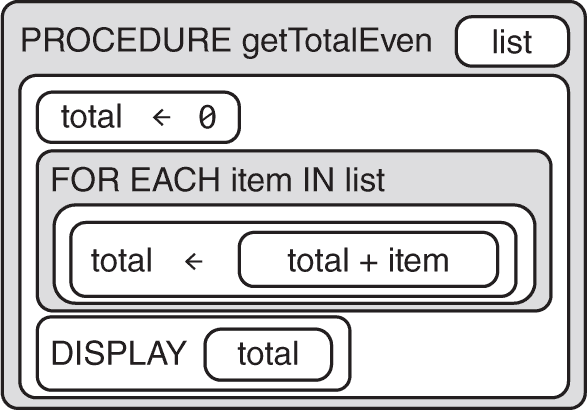 PROCEDURE getTotalEven list
total ← 0
FOR EACH item IN list
total ← total + item
DISPLAY total